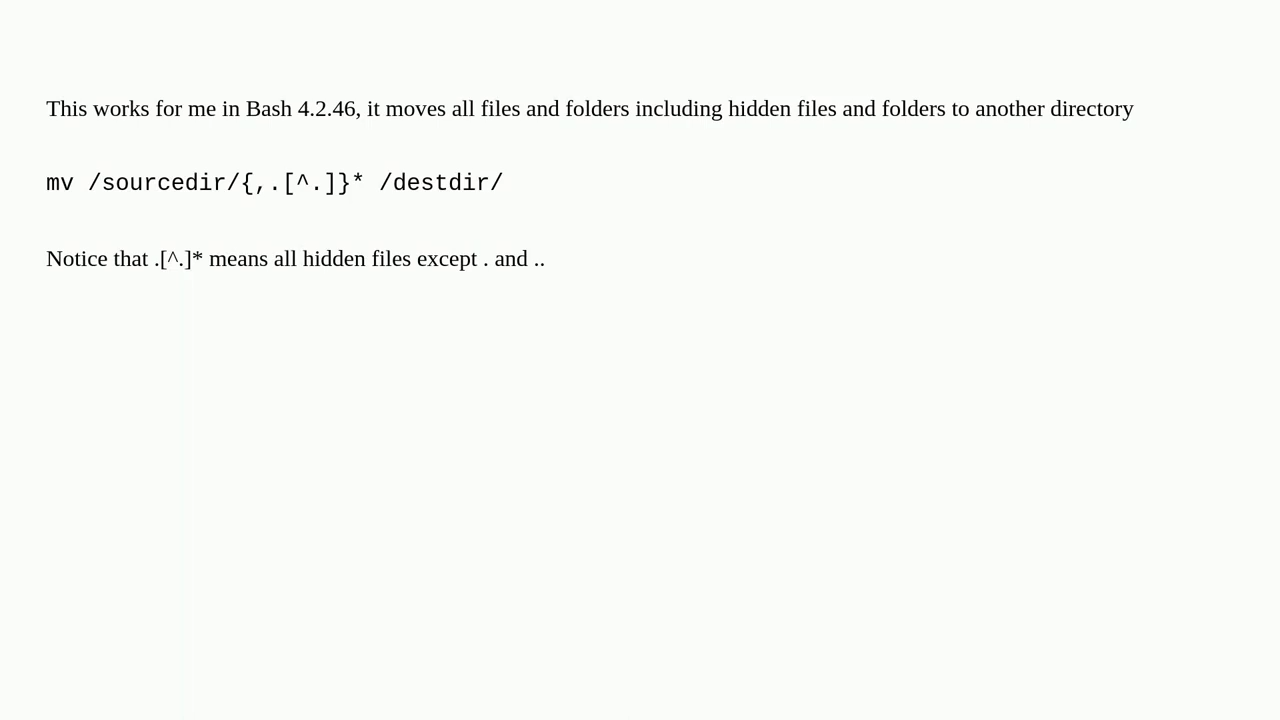 This works for me in Bash 4.2.46, it moves all files and folders including hidden files and folders to another directory
mv /sourcedir/{,.[^.]}* /destdir/
Notice that .[^.]* means all hidden files except . and ..